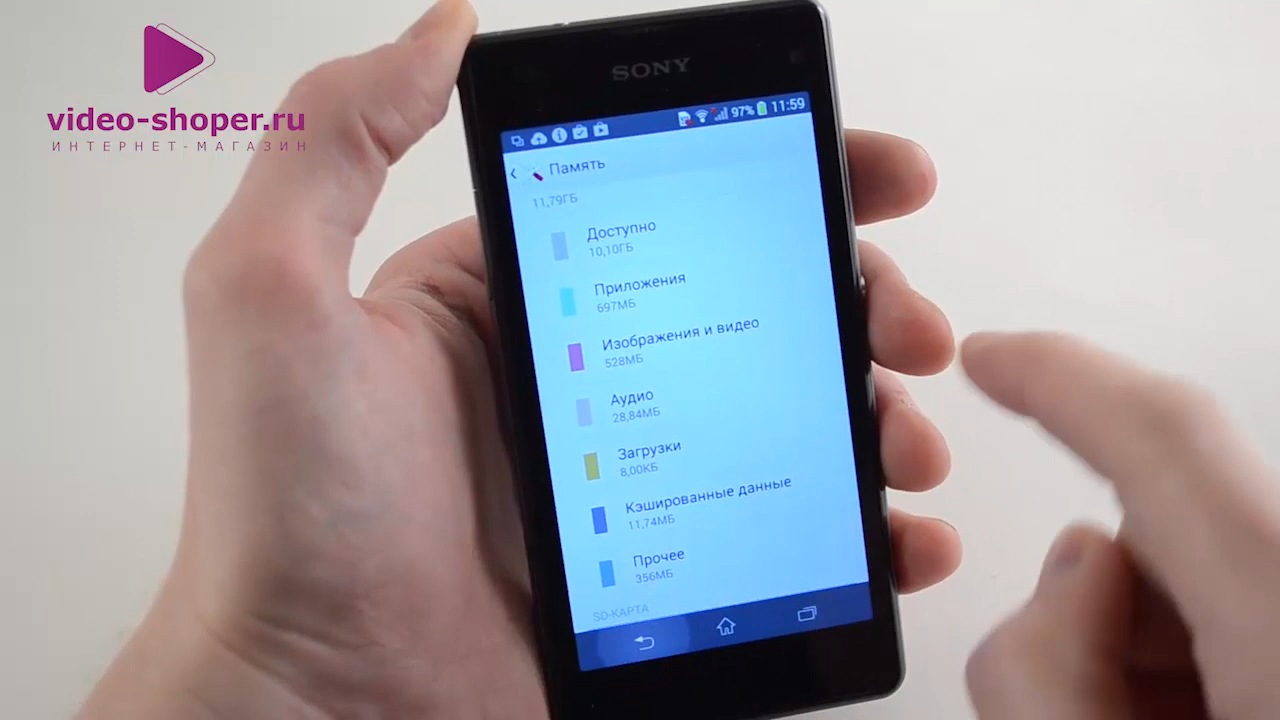 video-shoper.ru
ИНТЕРНЕТ-МАГАЗИН
SONY
97% 11:59
Память
11,79ГБ
Доступно
10,10ГБ
Приложения
697МБ
Изображения и видео
528МБ
Аудио
28,84МБ
Загрузки
8,00КБ
Кэшированные данные
11,74МБ
Прочее
356МБ
SD-КАРТА